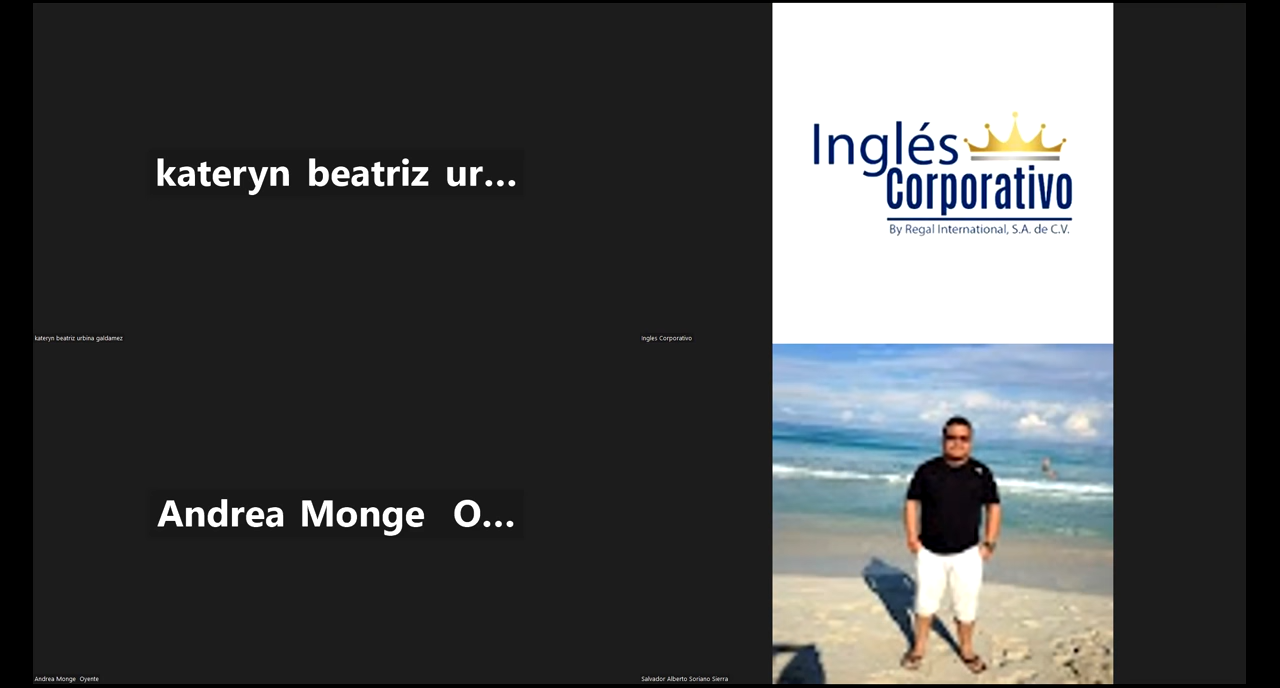 kateryn beatriz ur...
kateryn beatriz urbina galdamez
Inglés
Corporativo
By Regal International, S.A. de C.V.
Ingles Corporativo
Andrea Monge O...
Andrea Monge Oyente
Salvador Alberto Soriano Sierra